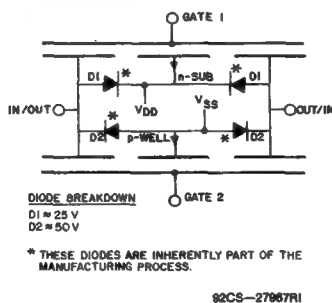 GATE 1
D1 * n-SUB * D1
IN/OUT VDD VSS OUT/IN
D2 * p-WELL * D2
GATE 2
DIODE BREAKDOWN
D1 ≈ 25 V
D2 ≈ 50 V
* THESE DIODES ARE INHERENTLY PART OF THE
MANUFACTURING PROCESS.
92CS-27967R1